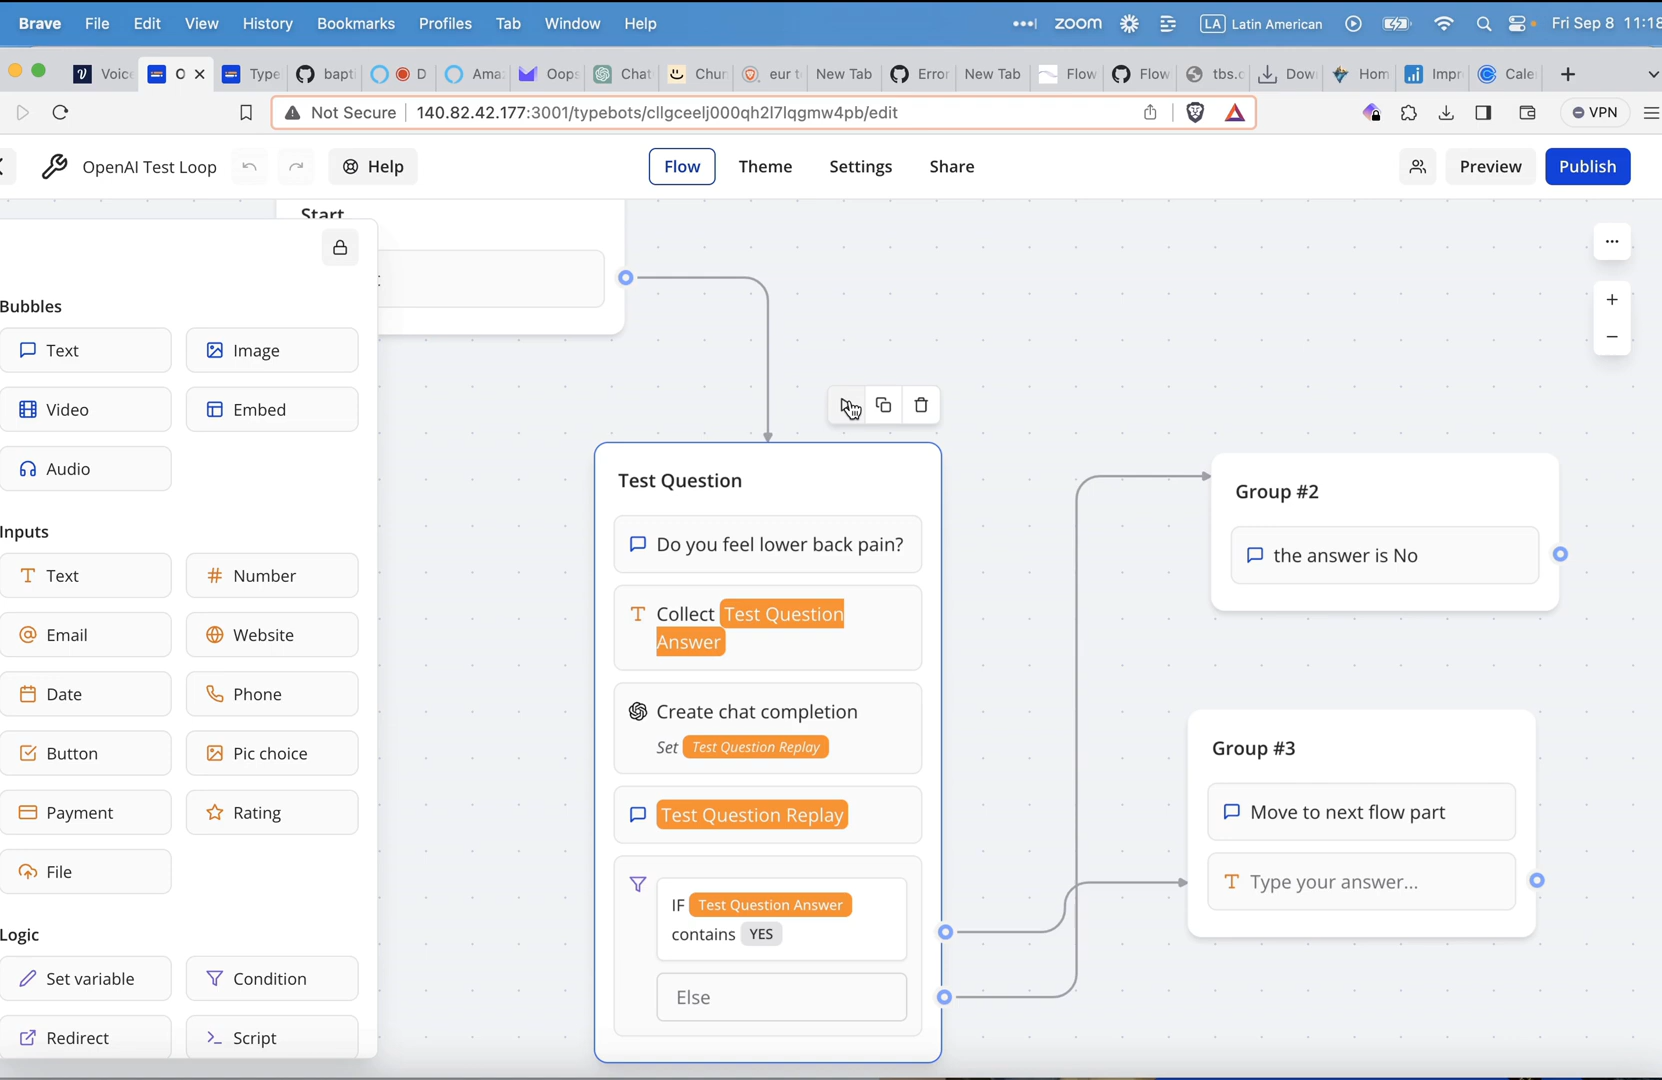 Brave File Edit View History Bookmarks Profiles Tab Window Help zoom LA Latin American Fri Sep 8 11:18
Voice O Type bapti D Ama Oops Chat Chur eur t New Tab Error New Tab Flow Flow tbs.c Dow Hom Impr Cale
Not Secure 140.82.42.177:3001/typebots/cllgceelj000qh2l7lqgmw4pb/edit VPN
OpenAI Test Loop Help Flow Theme Settings Share Preview Publish
Start
Bubbles
Text Image
Video Embed
Audio
Inputs
Text Number
Email Website
Date Phone
Button Pic choice
Payment Rating
File
Logic
Set variable Condition
Redirect Script
Test Question
Do you feel lower back pain?
Collect Test Question
Answer
Create chat completion
Set Test Question Replay
Test Question Replay
IF Test Question Answer
contains YES
Else
Group #2
the answer is No
Group #3
Move to next flow part
Type your answer...